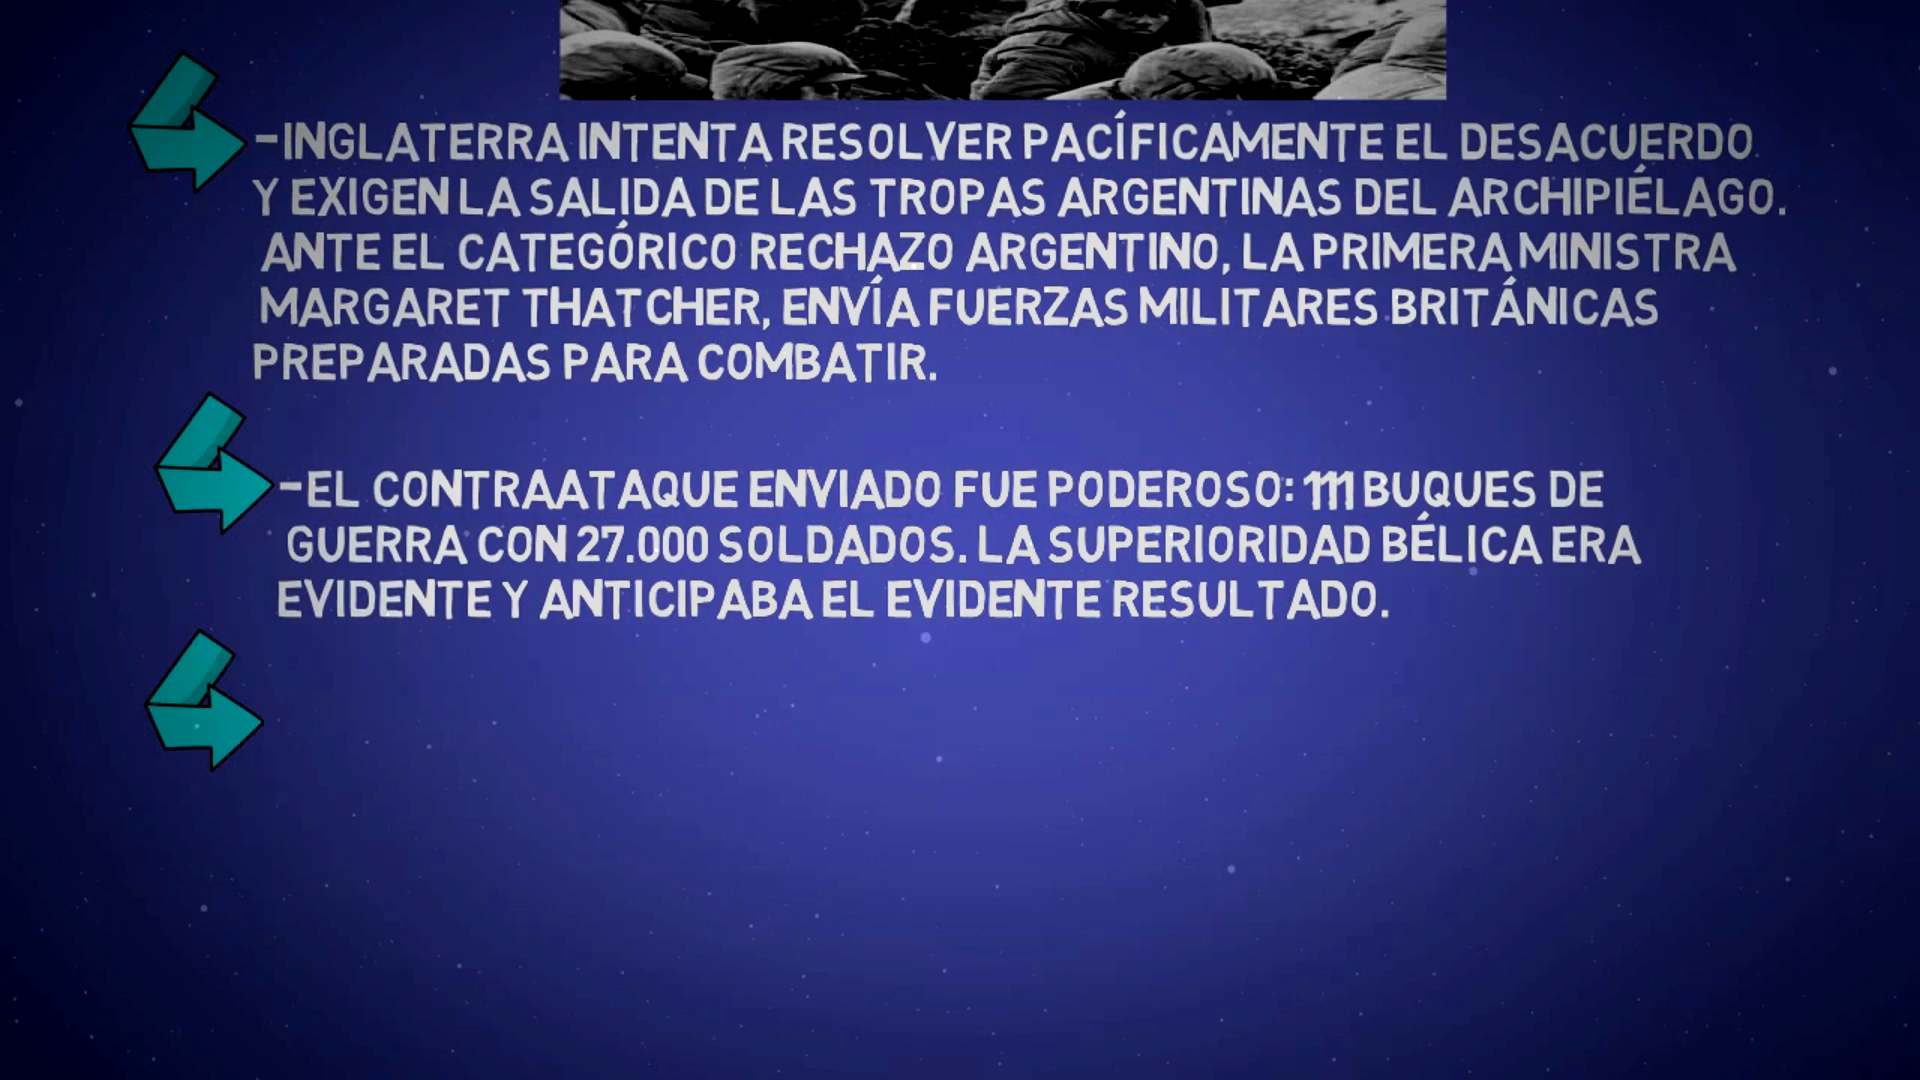 -INGLATERRA INTENTA RESOLVER PACÍFICAMENTE EL DESACUERDO
Y EXIGEN LA SALIDA DE LAS TROPAS ARGENTINAS DEL ARCHIPIÉLAGO.
ANTE EL CATEGÓRICO RECHAZO ARGENTINO, LA PRIMERA MINISTRA
MARGARET THATCHER, ENVÍA FUERZAS MILITARES BRITÁNICAS
PREPARADAS PARA COMBATIR.
-EL CONTRAATAQUE ENVIADO FUE PODEROSO: 111 BUQUES DE
GUERRA CON 27.000 SOLDADOS. LA SUPERIORIDAD BÉLICA ERA
EVIDENTE Y ANTICIPABA EL EVIDENTE RESULTADO.